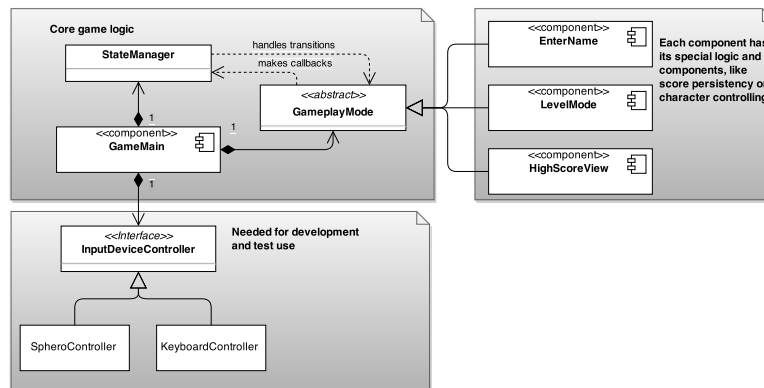 Core game logic
StateManager
handles transitions
makes callbacks
<<abstract>>
GameplayMode
1
<<component>>
GameMain
1
1
<<component>>
EnterName
<<component>>
LevelMode
<<component>>
HighScoreView
Each component has
its special logic and
components, like
score persistency or
character controlling
<<Interface>>
InputDeviceController
Needed for development
and test use
SpheroController
KeyboardController